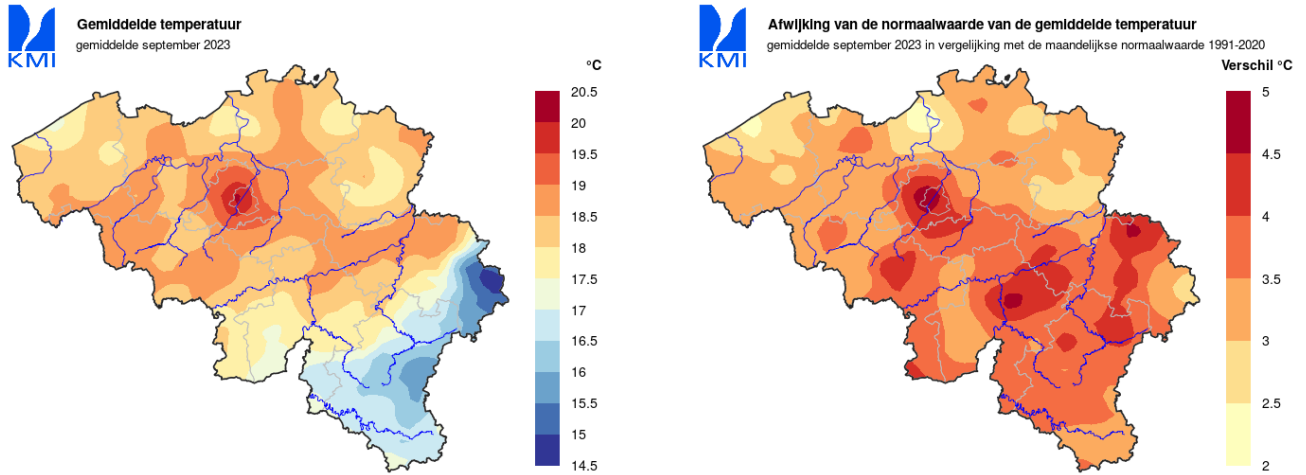 KMI
Gemiddelde temperatuur
gemiddelde september 2023
°C
20.5
20
19.5
19
18.5
18
17.5
17
16.5
16
15.5
15
14.5
KMI
Afwijking van de normaalwaarde van de gemiddelde temperatuur
gemiddelde september 2023 in vergelijking met de maandelijkse normaalwaarde 1991-2020
Verschil °C
5
4.5
4
3.5
3
2.5
2